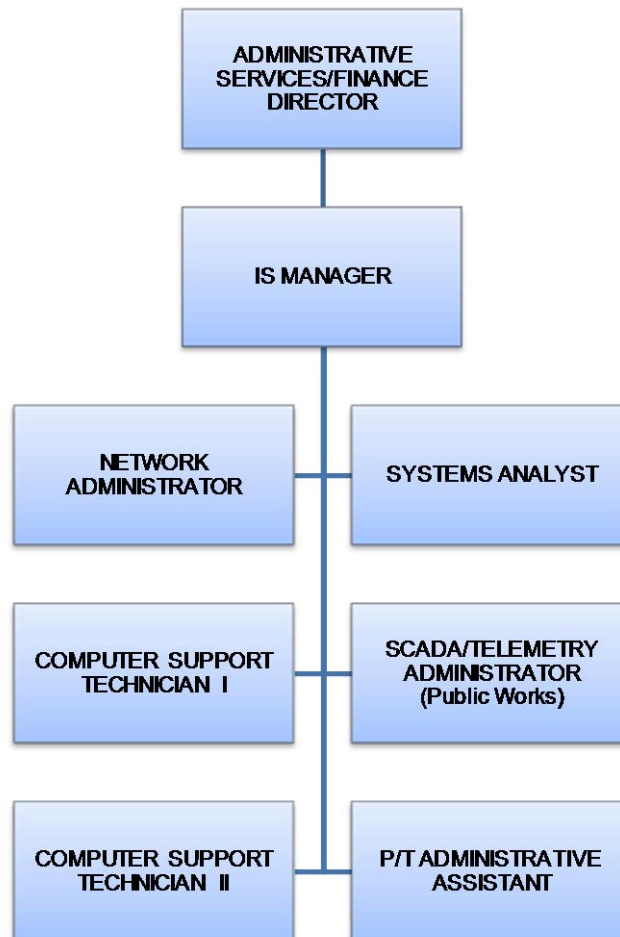 ADMINISTRATIVE
SERVICES/FINANCE
DIRECTOR
IS MANAGER
NETWORK
ADMINISTRATOR
SYSTEMS ANALYST
COMPUTER SUPPORT
TECHNICIAN I
SCADA/TELEMETRY
ADMINISTRATOR
(Public Works)
COMPUTER SUPPORT
TECHNICIAN II
P/T ADMINISTRATIVE
ASSISTANT